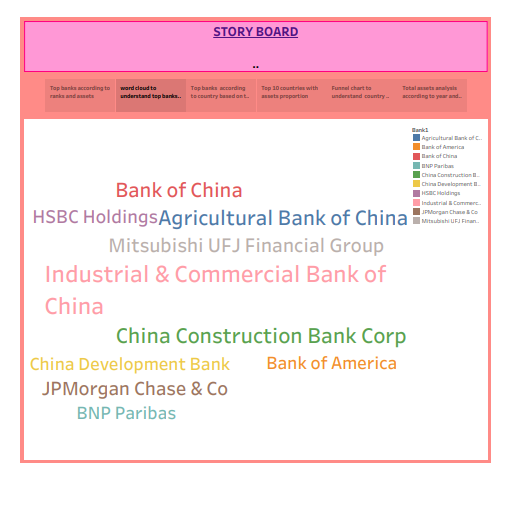 STORY BOARD
..
Top banks according to
ranks and assets
word cloud to
understand top banks..
Top banks according
to country based on t..
Top 10 countries with
assets proportion
Funnel chart to
understand country ..
Total assets analysis
according to year and..
Bank1
Agricultural Bank of C..
Bank of America
Bank of China
BNP Paribas
China Construction B..
China Development B..
HSBC Holdings
Industrial & Commerc..
JPMorgan Chase & Co
Mitsubishi UFJ Finan..
Bank of China
HSBC Holdings
Agricultural Bank of China
Mitsubishi UFJ Financial Group
Industrial & Commercial Bank of
China
China Construction Bank Corp
China Development Bank
Bank of America
JPMorgan Chase & Co
BNP Paribas